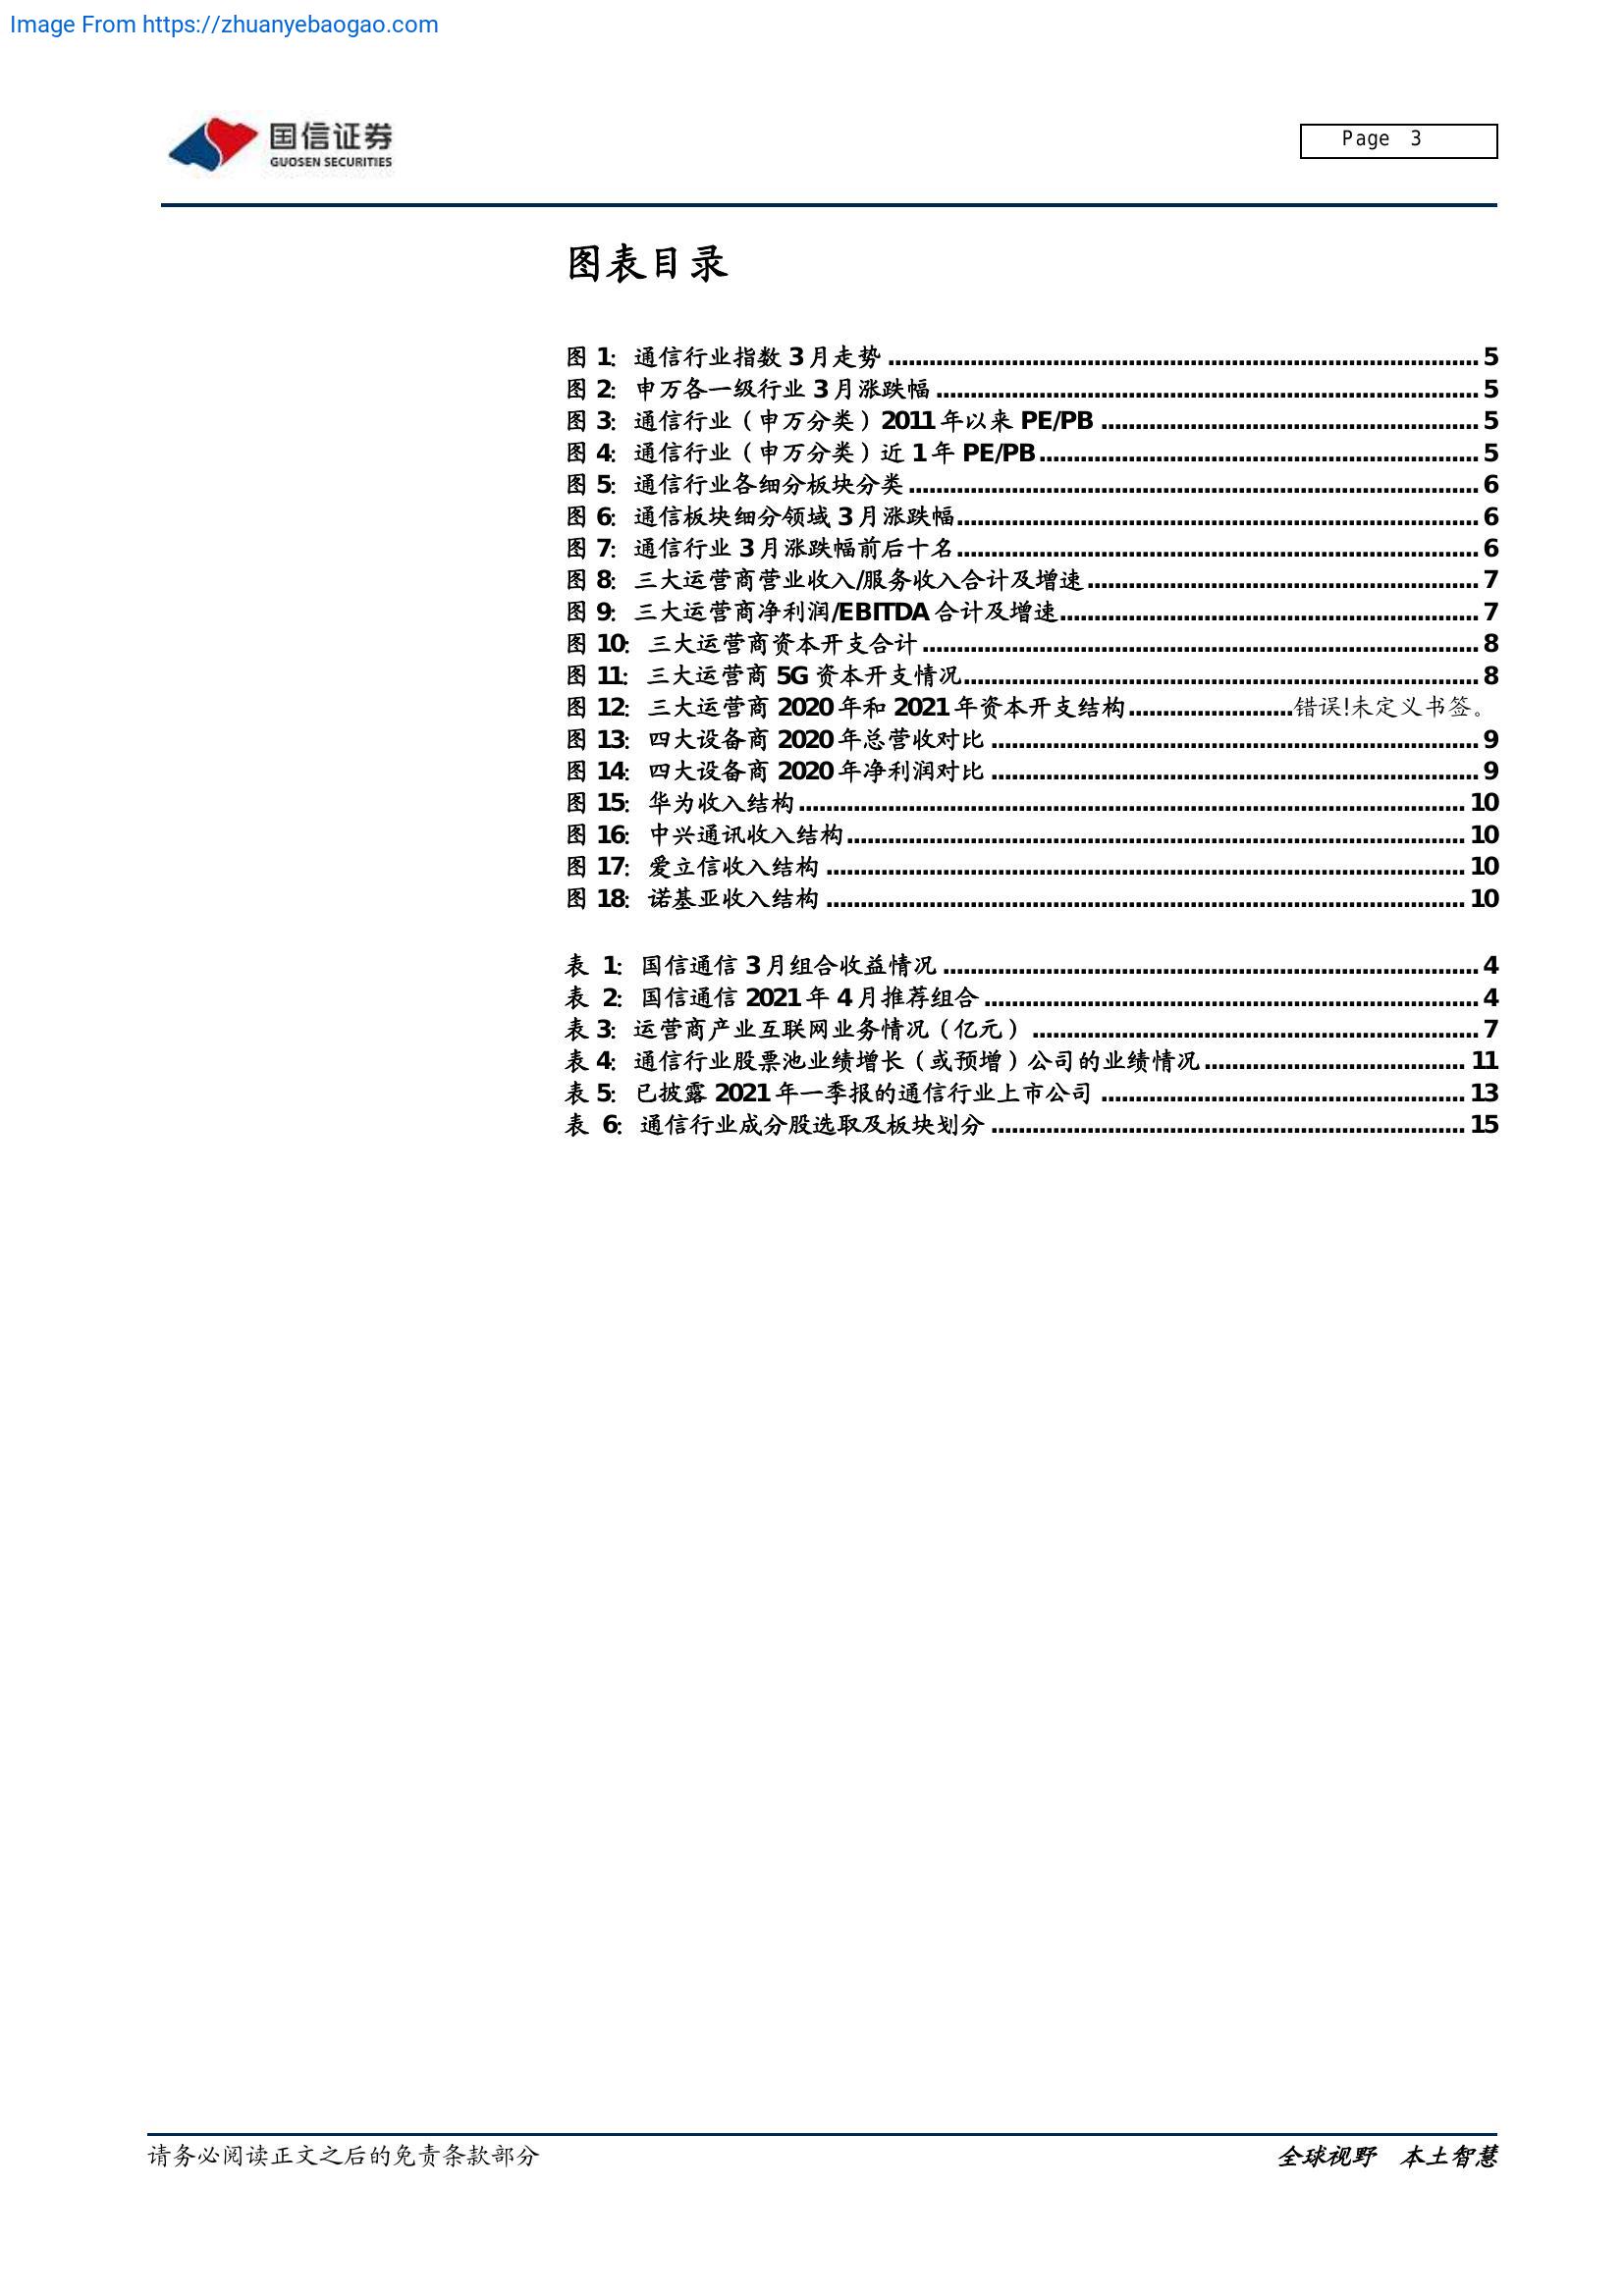 Image From https://zhuanyebaogao.com
国信证券
GUOSEN SECURITIES
Page 3
图表目录
图 1：通信行业指数 3 月走势 ........................ 5
图 2：申万各一级行业 3 月涨跌幅 ........................ 5
图 3：通信行业（申万分类）2011 年以来 PE/PB ........................ 5
图 4：通信行业（申万分类）近 1 年 PE/PB ........................ 5
图 5：通信行业各细分板块分类 ........................ 6
图 6：通信板块细分领域 3 月涨跌幅 ........................ 6
图 7：通信行业 3 月涨跌幅前后十名 ........................ 6
图 8：三大运营商营业收入/服务收入合计及增速 ........................ 7
图 9：三大运营商净利润/EBITDA 合计及增速 ........................ 7
图 10：三大运营商资本开支合计 ........................ 8
图 11：三大运营商 5G 资本开支情况 ........................ 8
图 12：三大运营商 2020 年和 2021 年资本开支结构 ........................ 错误!未定义书签。
图 13：四大设备商 2020 年总营收对比 ........................ 9
图 14：四大设备商 2020 年净利润对比 ........................ 9
图 15：华为收入结构 ........................ 10
图 16：中兴通讯收入结构 ........................ 10
图 17：爱立信收入结构 ........................ 10
图 18：诺基亚收入结构 ........................ 10
表 1：国信通信 3 月组合收益情况 ........................ 4
表 2：国信通信 2021 年 4 月推荐组合 ........................ 4
表 3：运营商产业互联网业务情况（亿元） ........................ 7
表 4：通信行业股票池业绩增长（或预增）公司的业绩情况 ........................ 11
表 5：已披露 2021 年一季报的通信行业上市公司 ........................ 13
表 6：通信行业成分股选取及板块划分 ........................ 15
请务必阅读正文之后的免责条款部分
全球视野 本土智慧